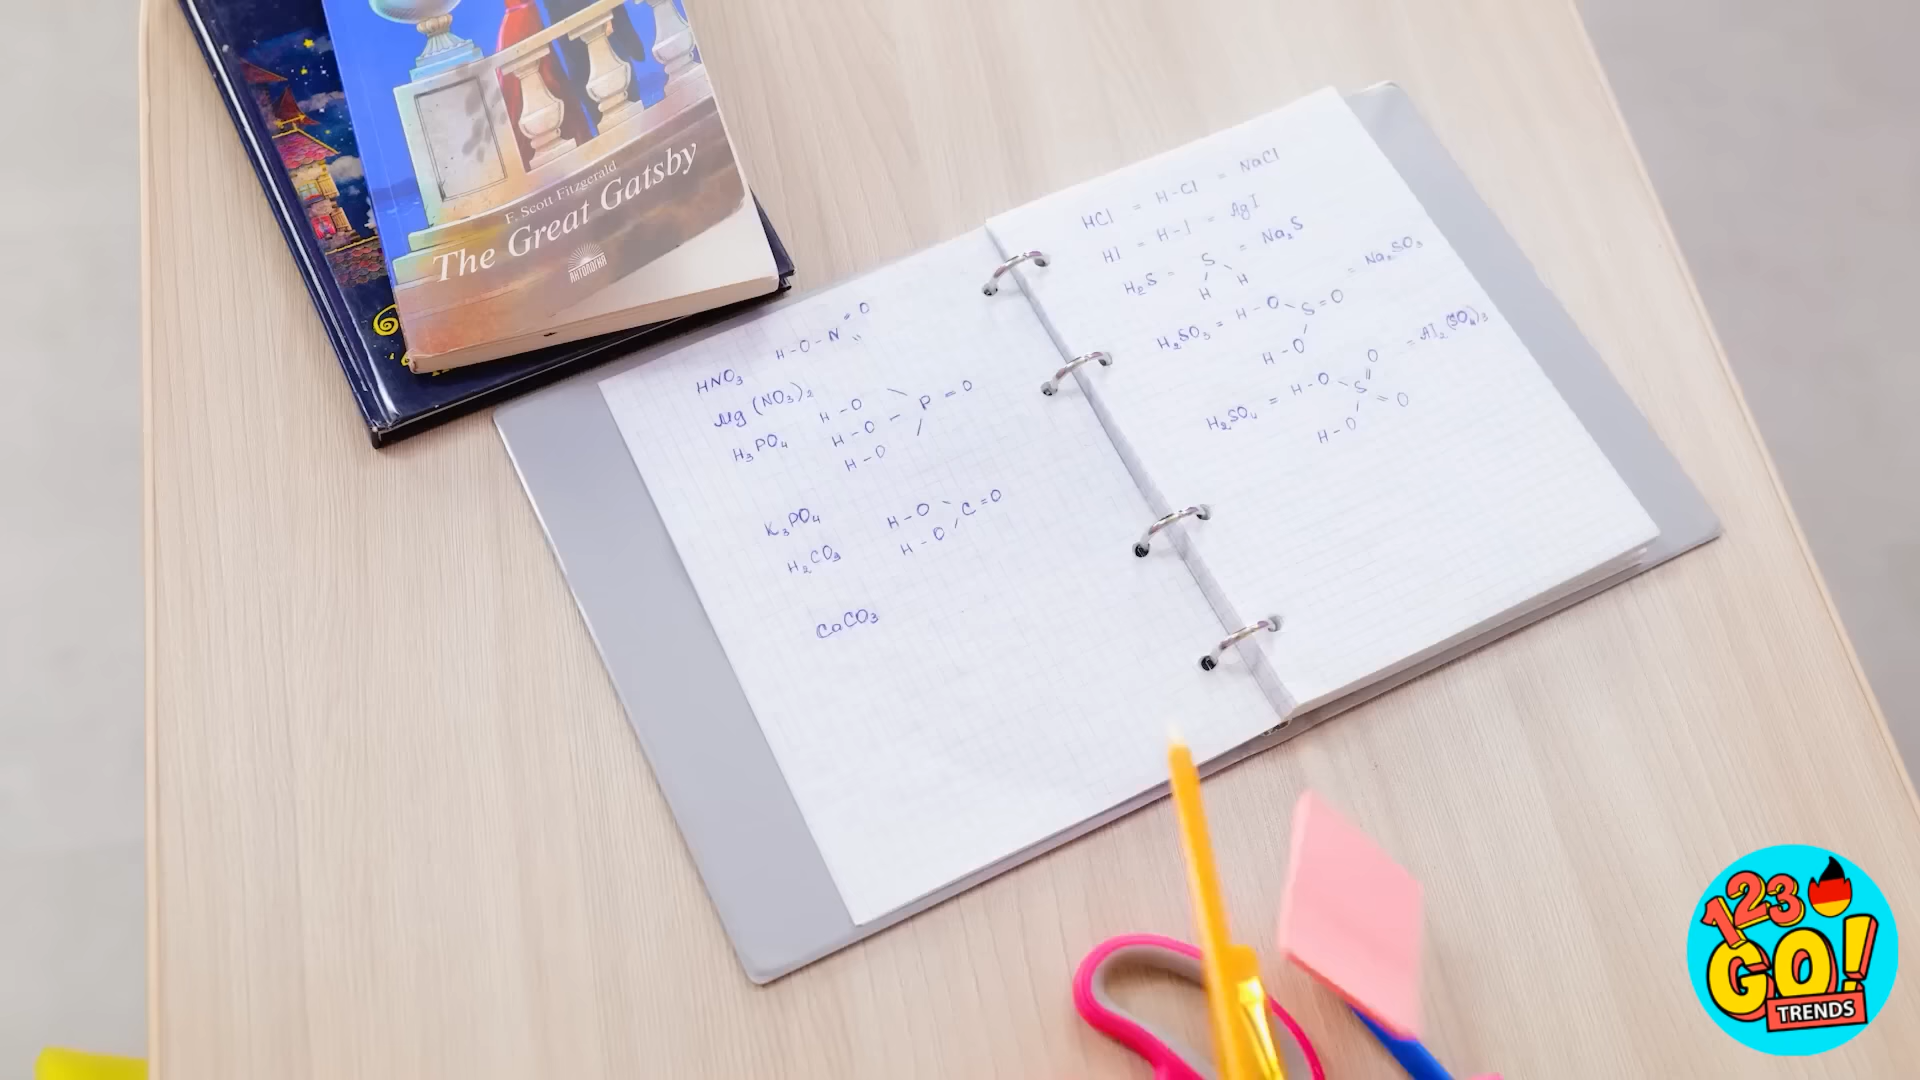 F. Scott Fitzgerald
The Great Gatsby
АНТОЛОГІЯ
H-O-N=O
HNO3
Mg(NO3)2
H3PO4
H-O
H-O - P=O
H-O
K3PO4
H2CO3
H-O
H-O C=O
CaCO3
HCl = H-Cl = NaCl
HI = H-I = AgI
H2S = S = Na2S
H H
H2SO3 = H-O S=O = Na2SO3
H-O
H2SO4 = H-O S O = Al2(SO4)3
O
H-O
123
GO!
TRENDS